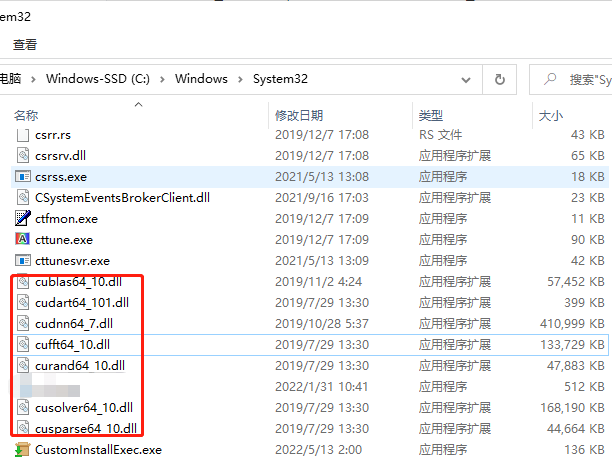 em32
查看
电脑 › Windows-SSD (C:) › Windows › System32
搜索"Sy
名称 修改日期 类型 大小
csrr.rs 2019/12/7 17:08 RS 文件 43 KB
csrsrv.dll 2019/12/7 17:08 应用程序扩展 65 KB
csrss.exe 2021/5/13 13:08 应用程序 18 KB
CSystemEventsBrokerClient.dll 2021/9/16 17:03 应用程序扩展 23 KB
ctfmon.exe 2019/12/7 17:09 应用程序 11 KB
cttune.exe 2019/12/7 17:09 应用程序 90 KB
cttunesvr.exe 2021/5/13 13:09 应用程序 42 KB
cublas64_10.dll 2019/11/2 4:24 应用程序扩展 57,452 KB
cudart64_101.dll 2019/7/29 13:30 应用程序扩展 399 KB
cudnn64_7.dll 2019/10/28 5:37 应用程序扩展 410,999 KB
cufft64_10.dll 2019/7/29 13:30 应用程序扩展 133,729 KB
curand64_10.dll 2019/7/29 13:30 应用程序扩展 47,883 KB
2022/1/31 10:41 应用程序 512 KB
cusolver64_10.dll 2019/7/29 13:30 应用程序扩展 168,190 KB
cusparse64_10.dll 2019/7/29 13:30 应用程序扩展 44,664 KB
CustomInstallExec.exe 2022/5/13 2:00 应用程序 136 KB